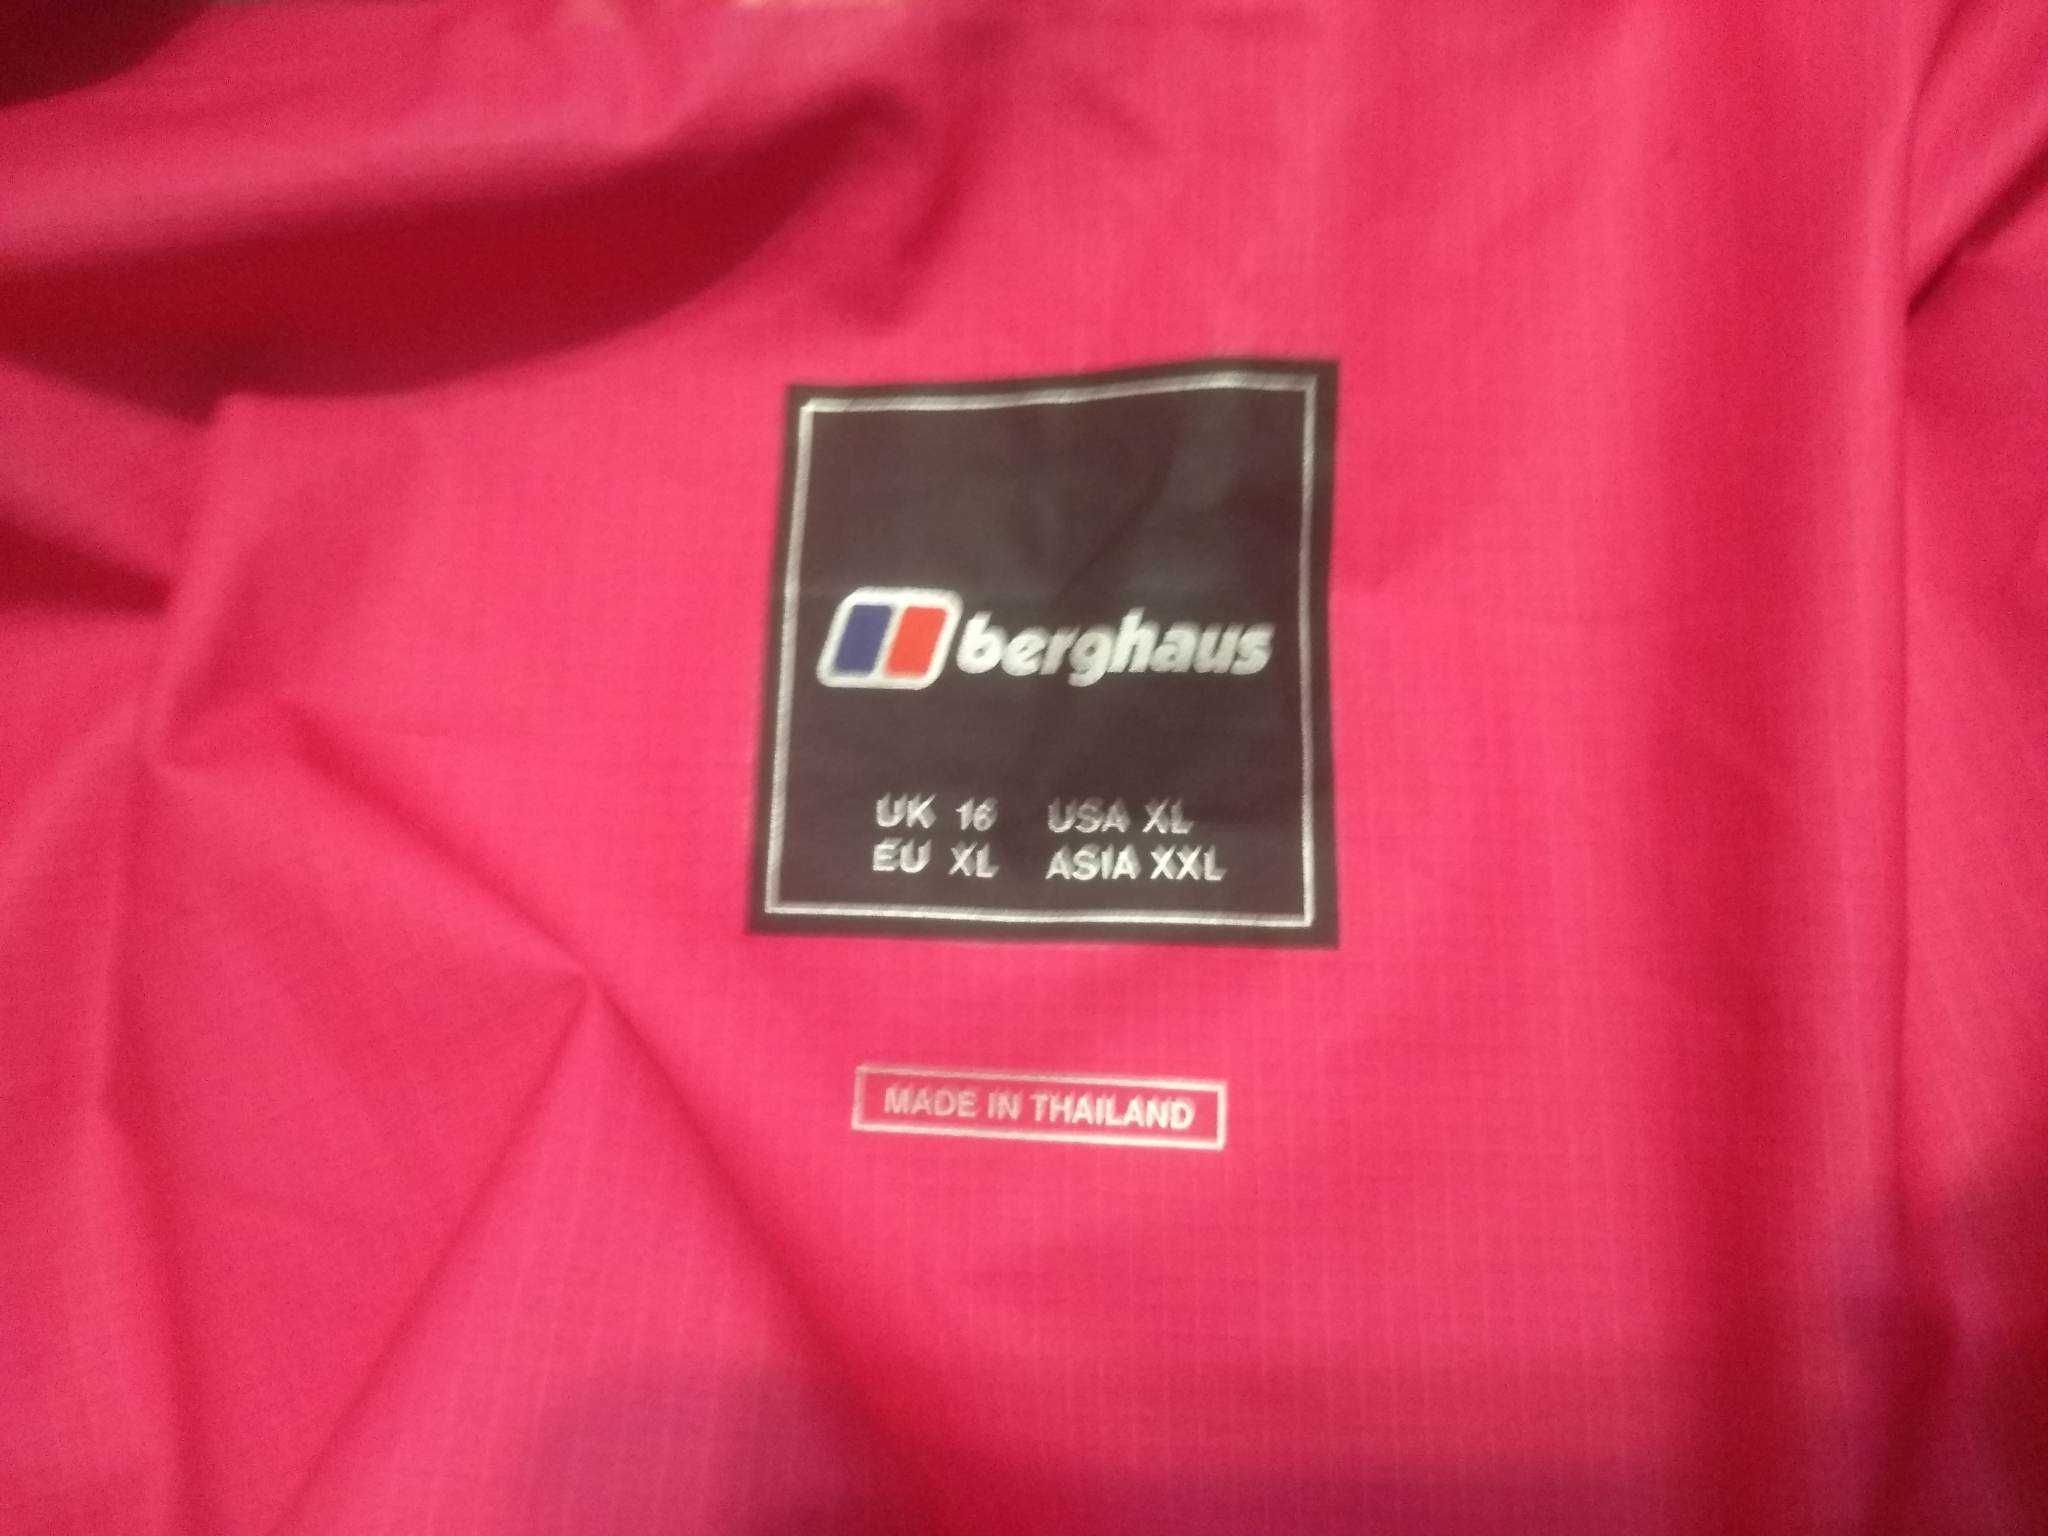 berghaus
UK 16 USA XL
EU XL ASIA XXL
MADE IN THAILAND